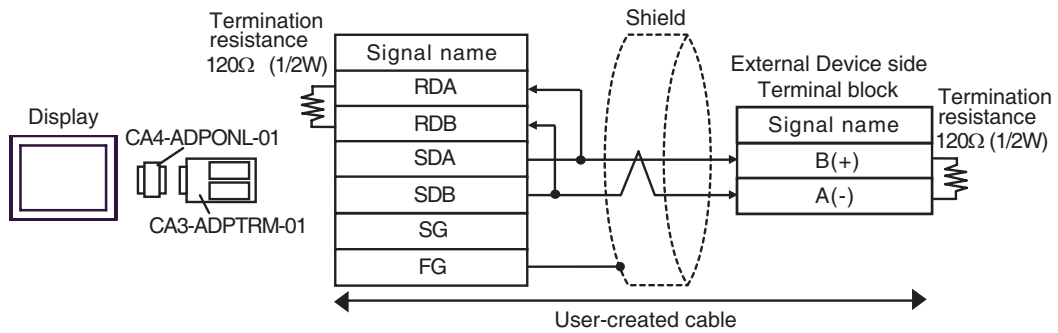 Display
CA4-ADPONL-01
CA3-ADPTRM-01
Termination
resistance
120Ω (1/2W)
Signal name
RDA
RDB
SDA
SDB
SG
FG
Shield
External Device side
Terminal block
Signal name
B(+)
A(-)
Termination
resistance
120Ω (1/2W)
User-created cable